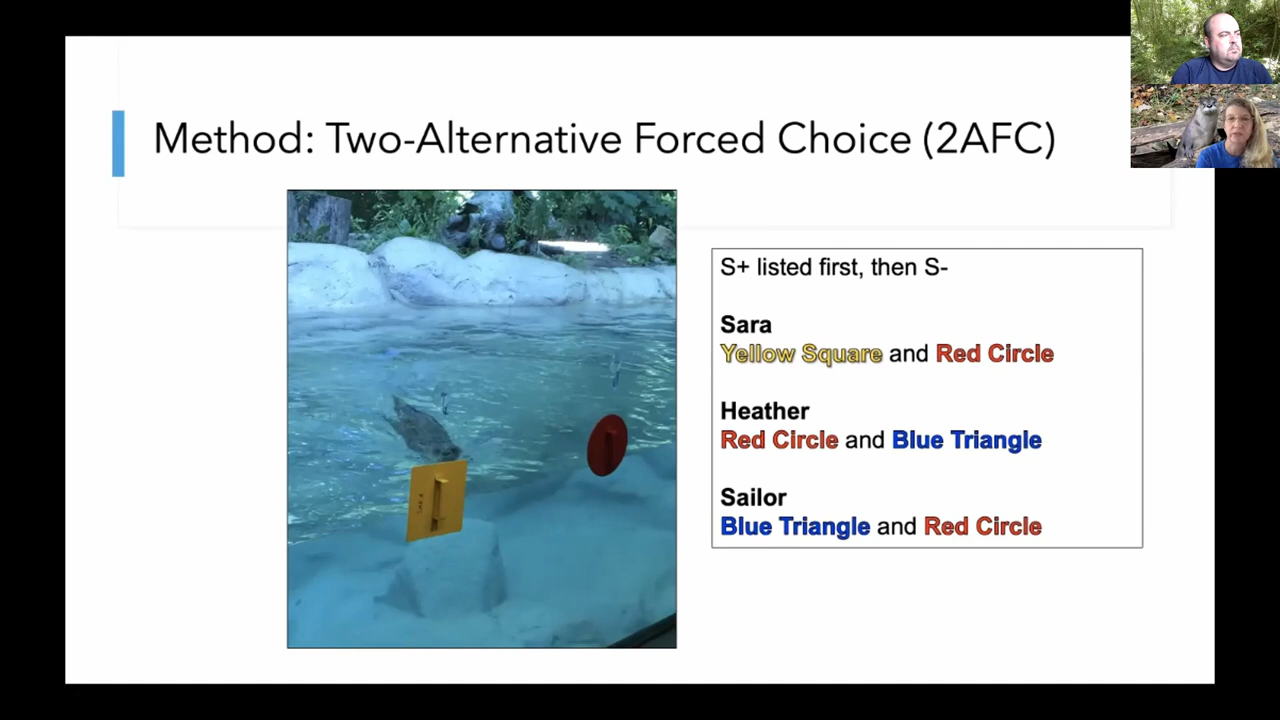 Method: Two-Alternative Forced Choice (2AFC)
S+ listed first, then S-
Sara
Yellow Square and Red Circle
Heather
Red Circle and Blue Triangle
Sailor
Blue Triangle and Red Circle